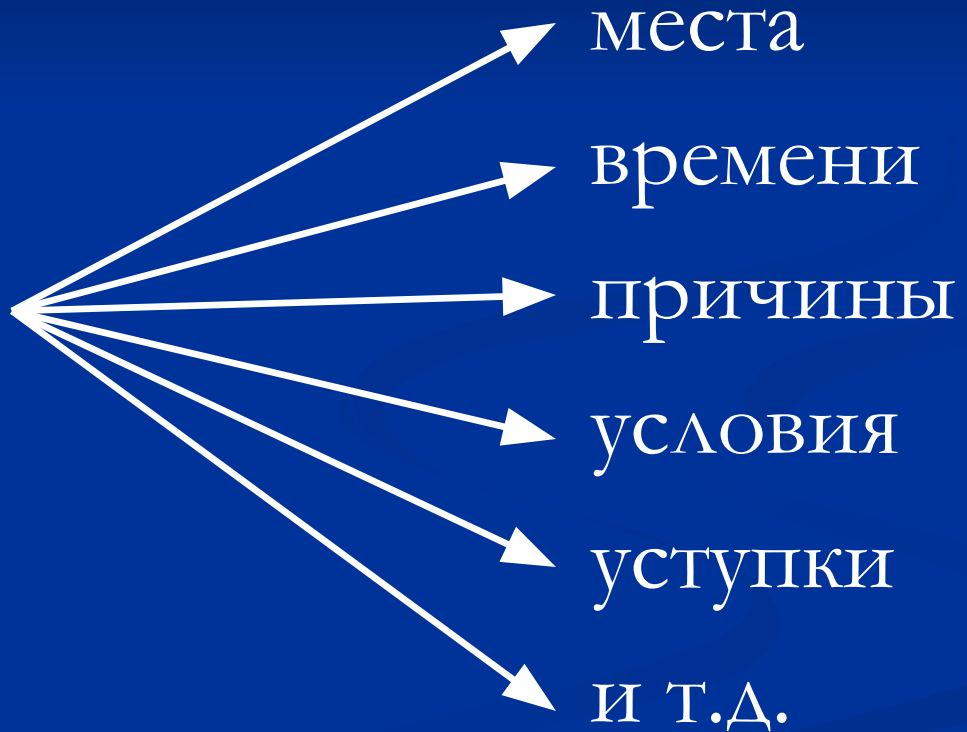 места
времени
причины
условия
уступки
и т.д.